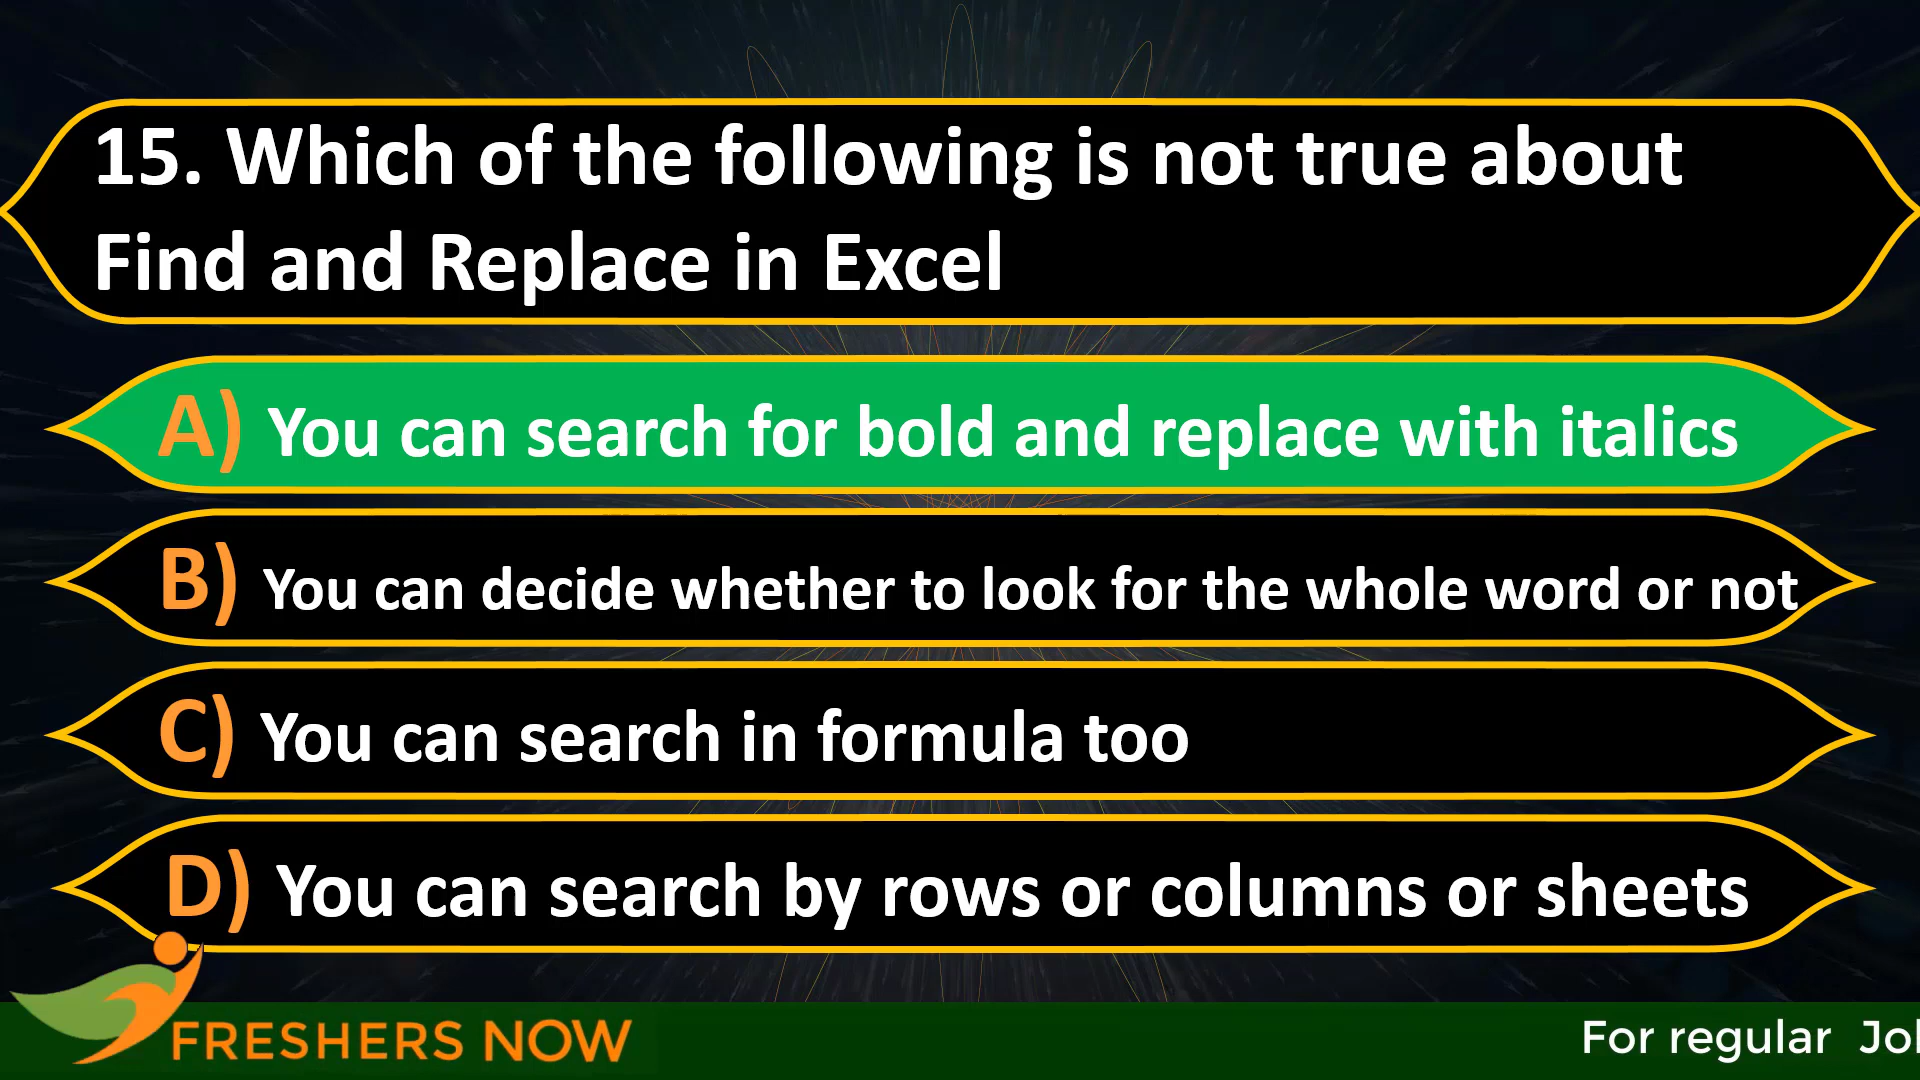 15. Which of the following is not true about
Find and Replace in Excel
A) You can search for bold and replace with italics
B) You can decide whether to look for the whole word or not
C) You can search in formula too
D) You can search by rows or columns or sheets
FRESHERS NOW
For regular